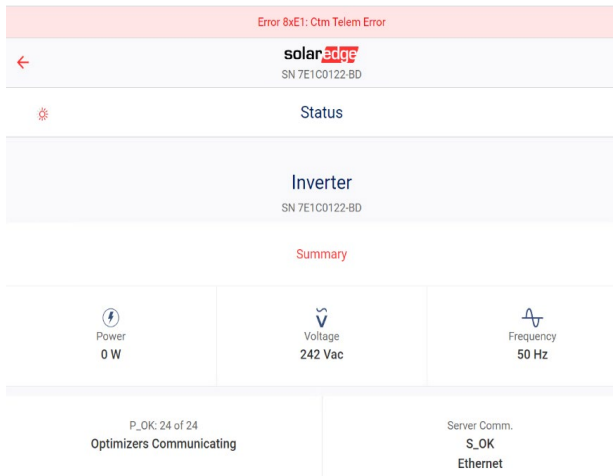 Error 8xE1: Ctm Telem Error
solaredge
SN 7E1C0122-BD
Status
Inverter
SN 7E1C0122-BD
Summary
Power
0 W
Voltage
242 Vac
Frequency
50 Hz
P_OK: 24 of 24
Optimizers Communicating
Server Comm.
S_OK
Ethernet